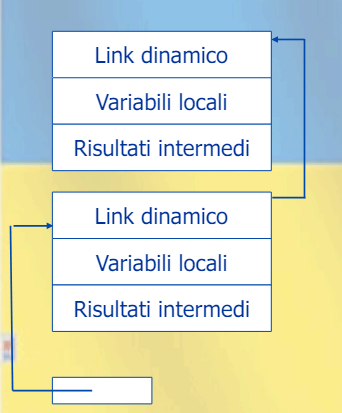 Link dinamico
Variabili locali
Risultati intermedi
Link dinamico
Variabili locali
Risultati intermedi